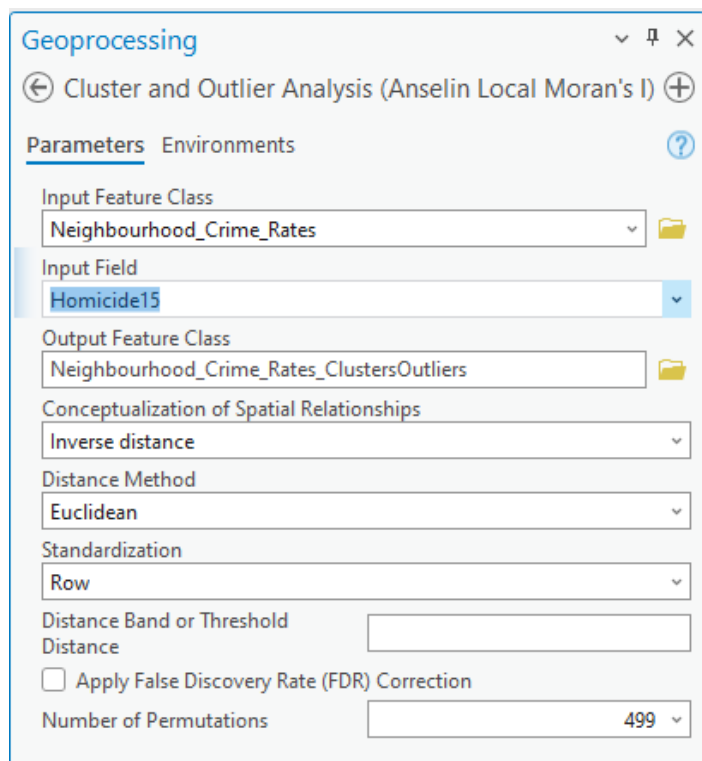 Geoprocessing
Cluster and Outlier Analysis (Anselin Local Moran's I)
Parameters Environments
Input Feature Class
Neighbourhood_Crime_Rates
Input Field
Homicide15
Output Feature Class
Neighbourhood_Crime_Rates_ClustersOutliers
Conceptualization of Spatial Relationships
Inverse distance
Distance Method
Euclidean
Standardization
Row
Distance Band or Threshold
Distance
Apply False Discovery Rate (FDR) Correction
Number of Permutations 499